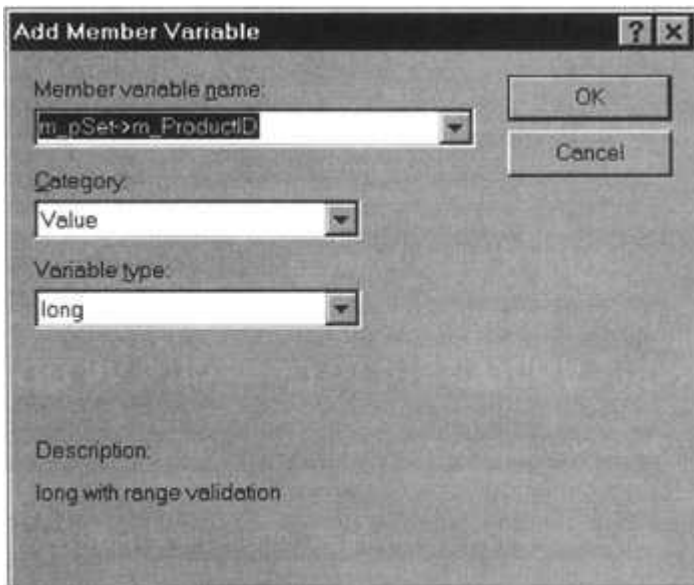 Add Member Variable
Member variable name:
OK
m_pSet->m_ProductID
Cancel
Category:
Value
Variable type:
long
Description:
long with range validation